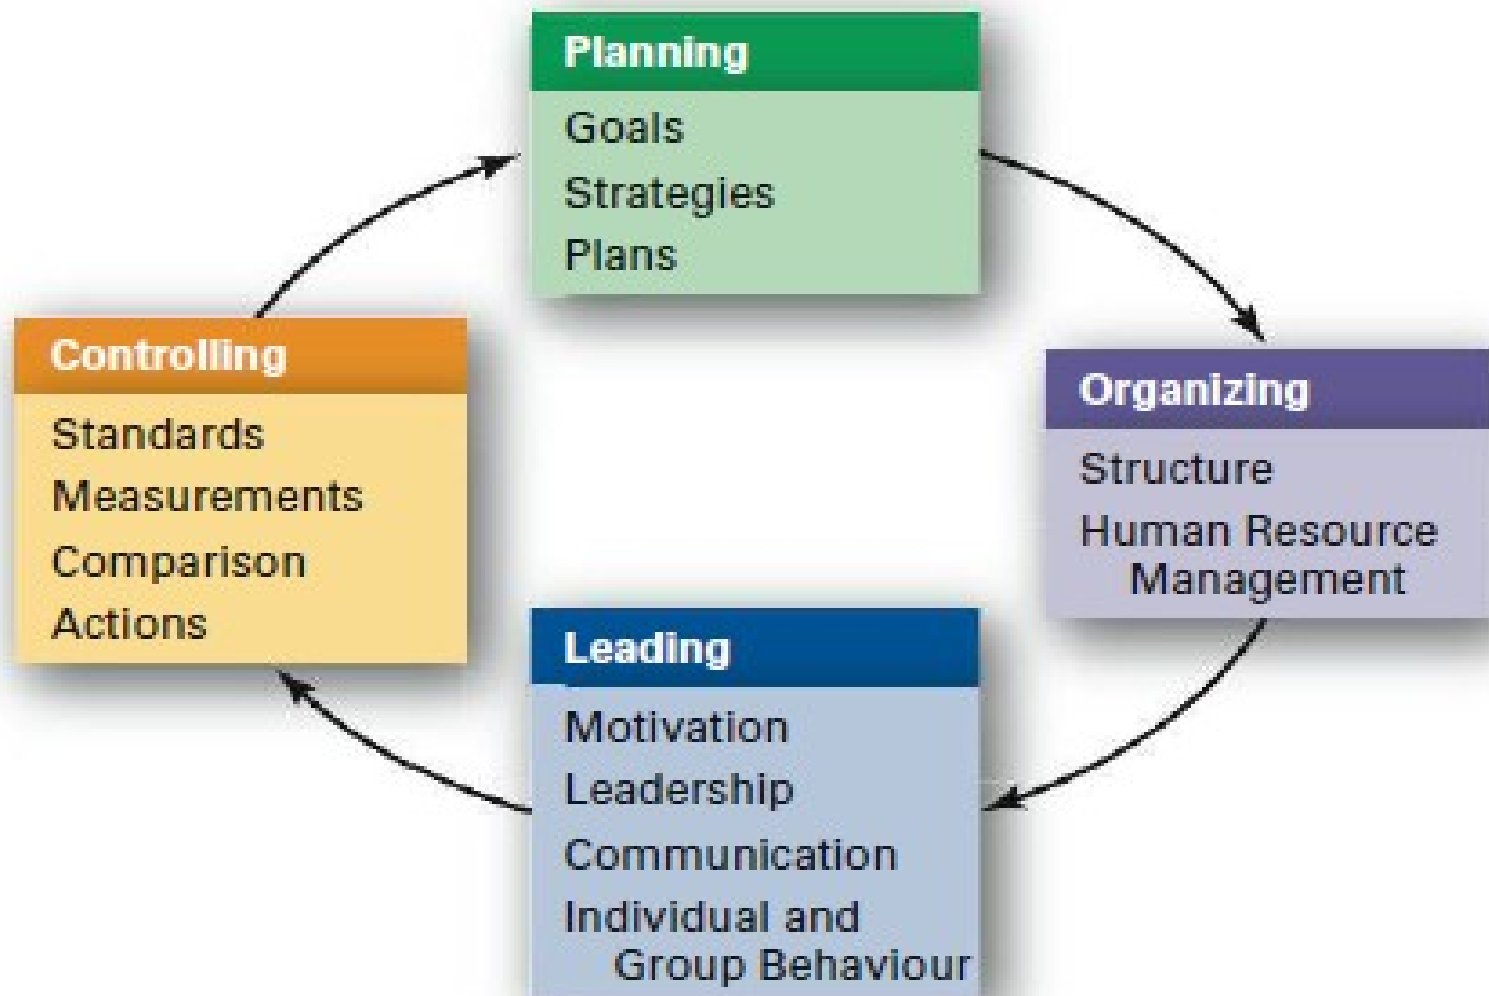 Planning
Goals
Strategies
Plans
Organizing
Structure
Human Resource
Management
Leading
Motivation
Leadership
Communication
Individual and
Group Behaviour
Controlling
Standards
Measurements
Comparison
Actions